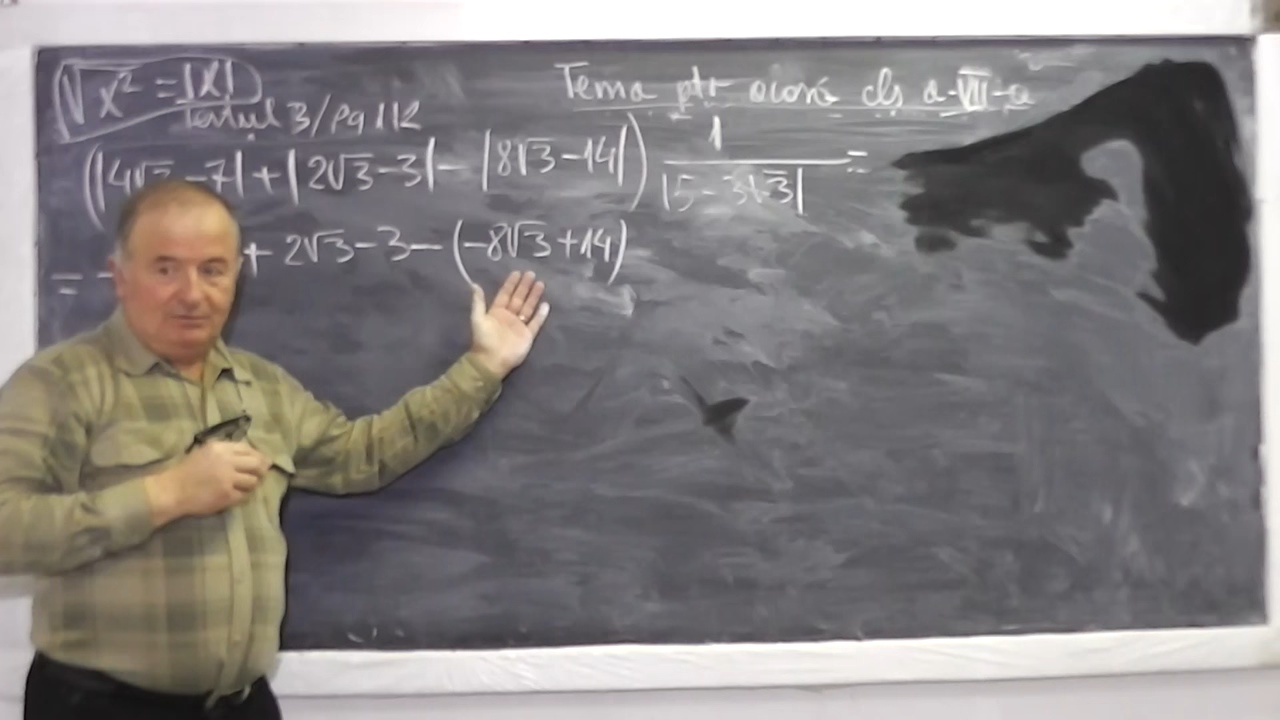 √x² = |x|
Tema ptr acasă cls a-VII-a
Testul 3/pg 112
(|4√3 - 7| + |2√3 - 3| - |8√3 - 14|) 1/|5 - 3√3| =
= - + 2√3 - 3 - (-8√3 + 14)